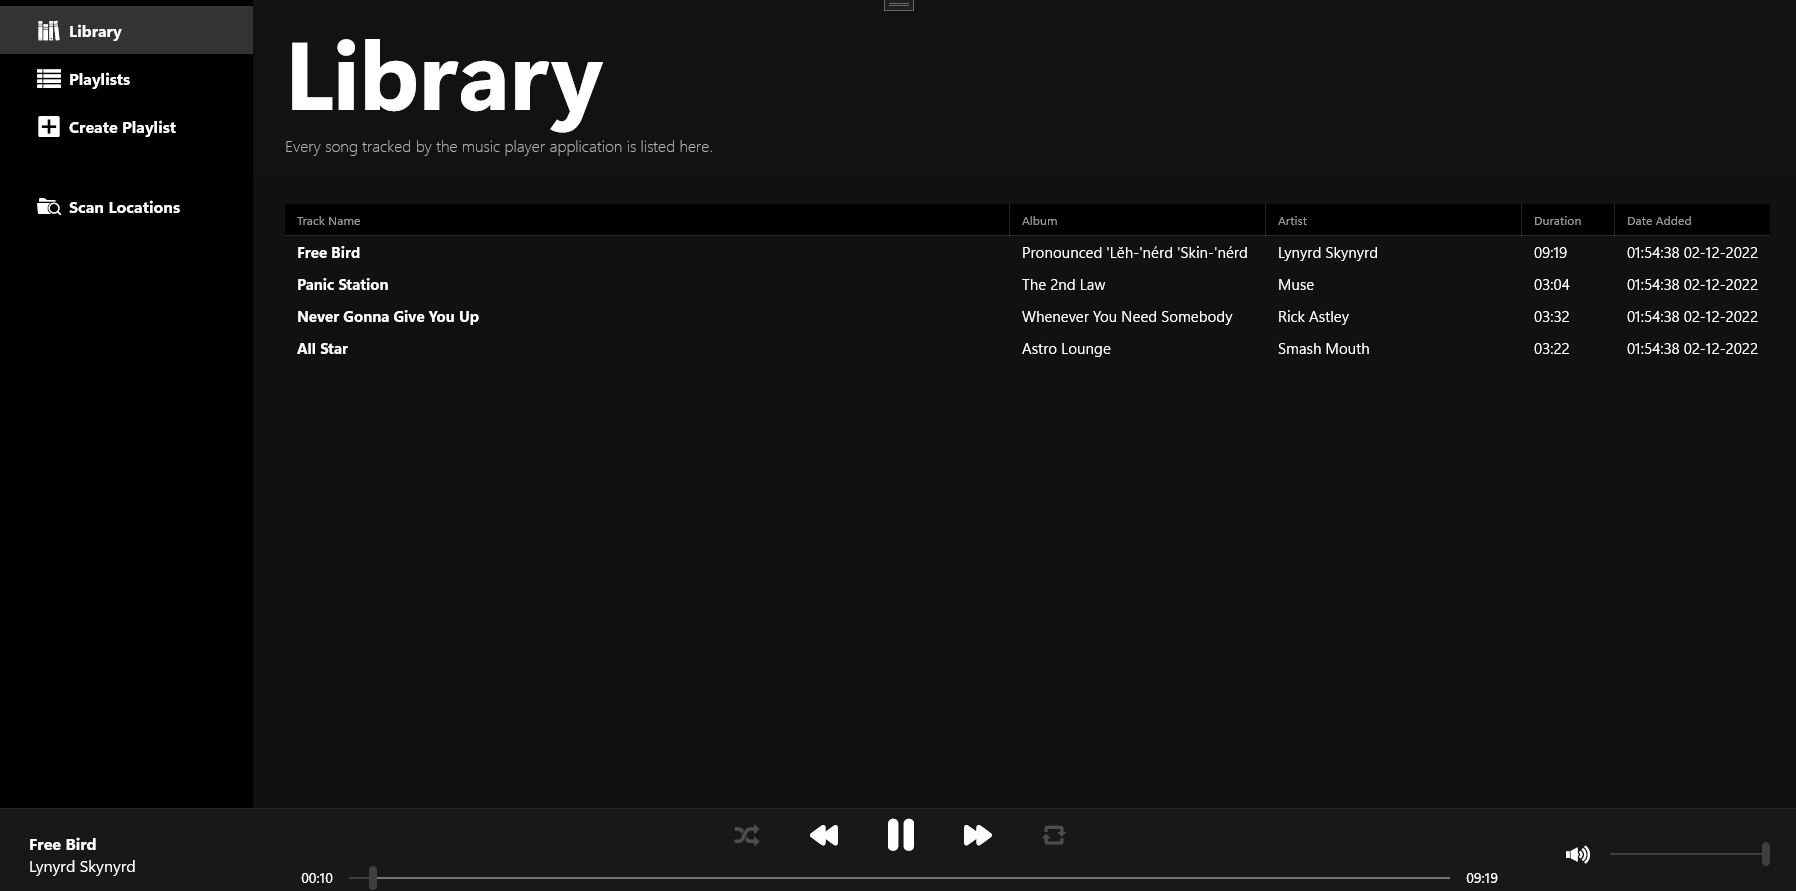 Library
Playlists
Create Playlist
Scan Locations
Library
Every song tracked by the music player application is listed here.
Track Name Album Artist Duration Date Added
Free Bird Pronounced 'Lĕh-'nérd 'Skin-'nérd Lynyrd Skynyrd 09:19 01:54:38 02-12-2022
Panic Station The 2nd Law Muse 03:04 01:54:38 02-12-2022
Never Gonna Give You Up Whenever You Need Somebody Rick Astley 03:32 01:54:38 02-12-2022
All Star Astro Lounge Smash Mouth 03:22 01:54:38 02-12-2022
Free Bird
Lynyrd Skynyrd
00:10 09:19